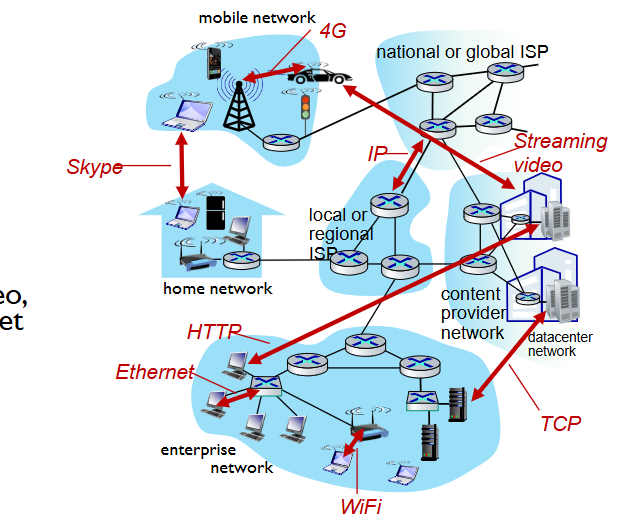 mobile network
4G
national or global ISP
IP
Streaming
video
Skype
local or
regional
ISP
home network
eo,
et
content
provider
network
datacenter
network
HTTP
Ethernet
enterprise
network
TCP
WiFi